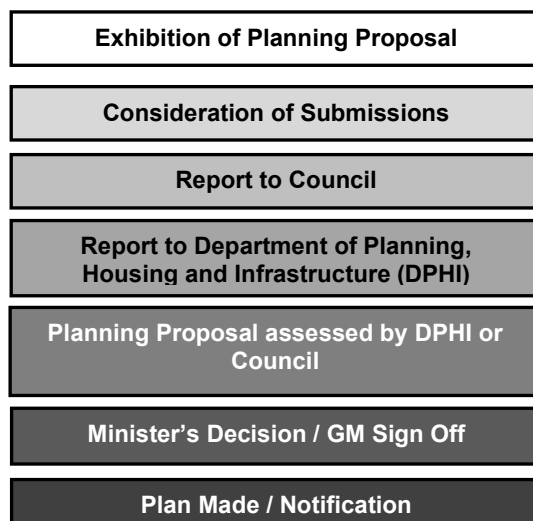 Exhibition of Planning Proposal
Consideration of Submissions
Report to Council
Report to Department of Planning,
Housing and Infrastructure (DPHI)
Planning Proposal assessed by DPHI or
Council
Minister’s Decision / GM Sign Off
Plan Made / Notification